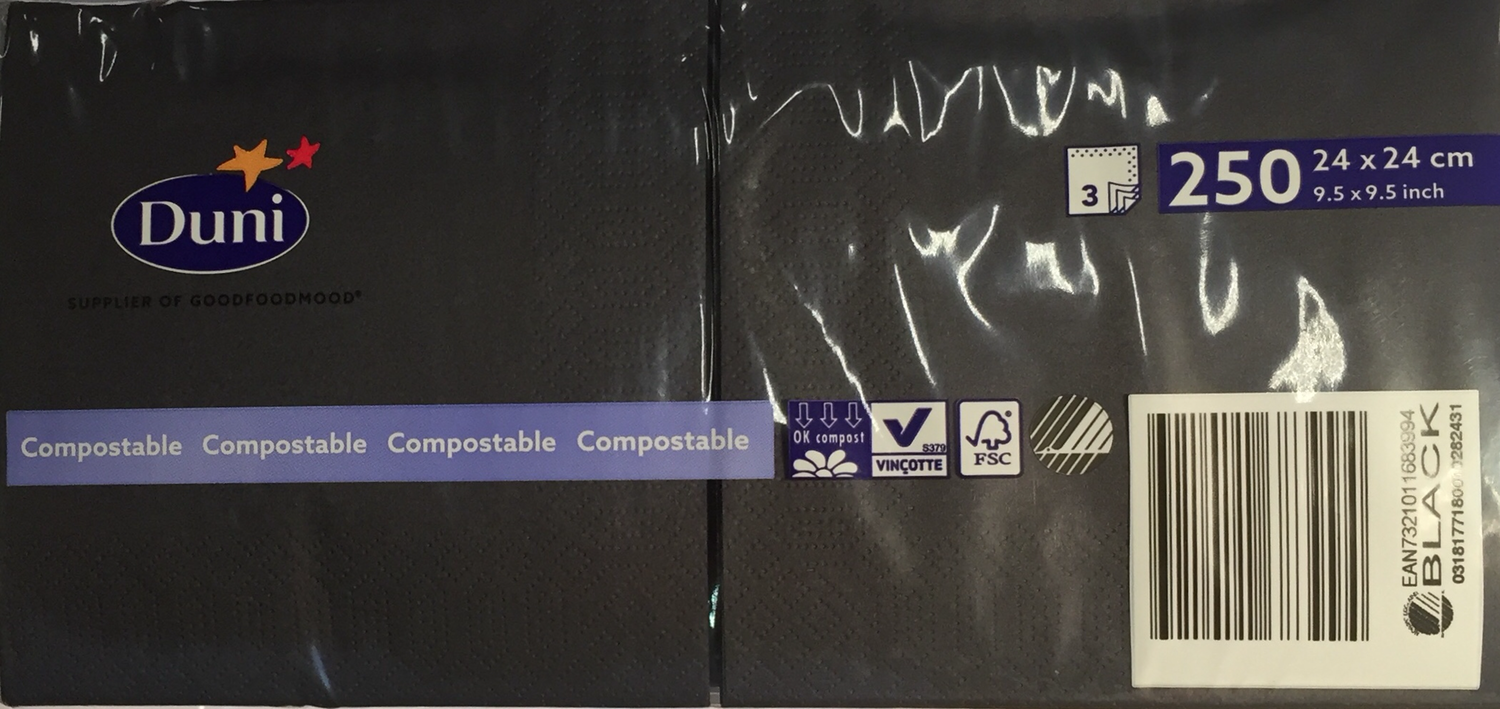 Duni
SUPPLIER OF GOODFOODMOOD®
3
250
24 x 24 cm
9.5 x 9.5 inch
Compostable Compostable Compostable Compostable
OK compost
S379
VINÇOTTE
FSC
EAN7321011683994
BLACK